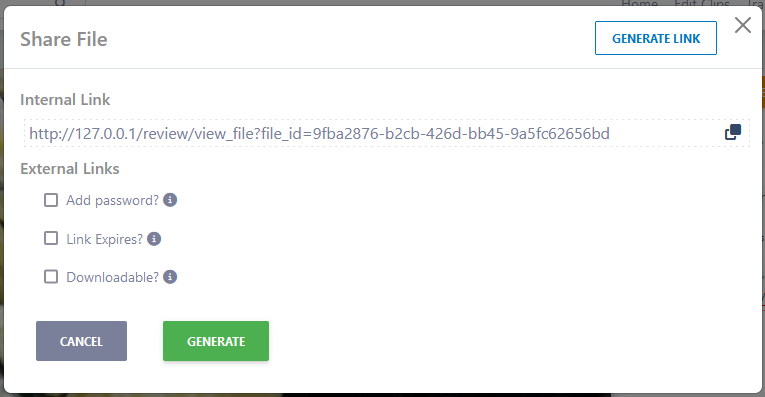 Home Edit Clips
Share File
GENERATE LINK
Internal Link
http://127.0.0.1/review/view_file?file_id=9fba2876-b2cb-426d-bb45-9a5fc62656bd
External Links
Add password?
Link Expires?
Downloadable?
CANCEL GENERATE